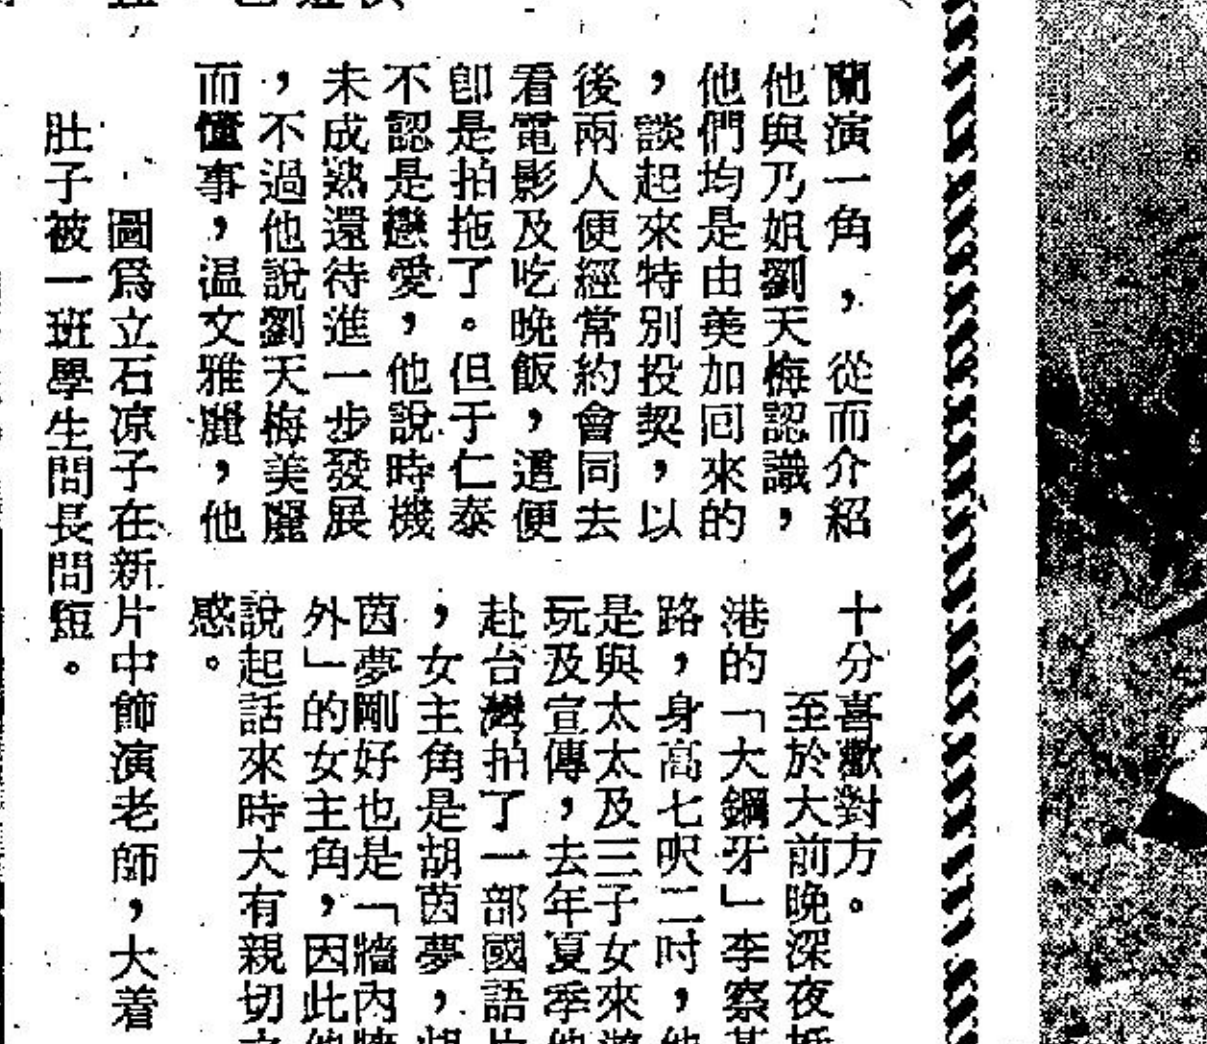 蘭演一角，從而介紹
他與乃姐劉天梅認識，
他們均是由美加回來的
，談起來特別投契，以
後兩人便經常約會同去
看電影及吃晚飯，這便
卽是拍拖了。但于仁泰
不認是戀愛，他說時機
未成熟還待進一步發展
，不過他說劉天梅美麗
而懂事，温文雅麗，他
十分喜歡對方。
至於大前晚深夜抵
港的「大鋼牙」李察基
路，身高七呎二吋，他
是與太太及三子女來游
玩及宣傳，去年夏季他
赴台灣拍了一部國語片
，女主角是胡茵夢，胡
茵夢剛好也是「牆內牆
外」的女主角，因此他
說起話來時大有親切之
感。
圖爲立石凉子在新片中飾演老師，大着
肚子被一班學生問長問短。